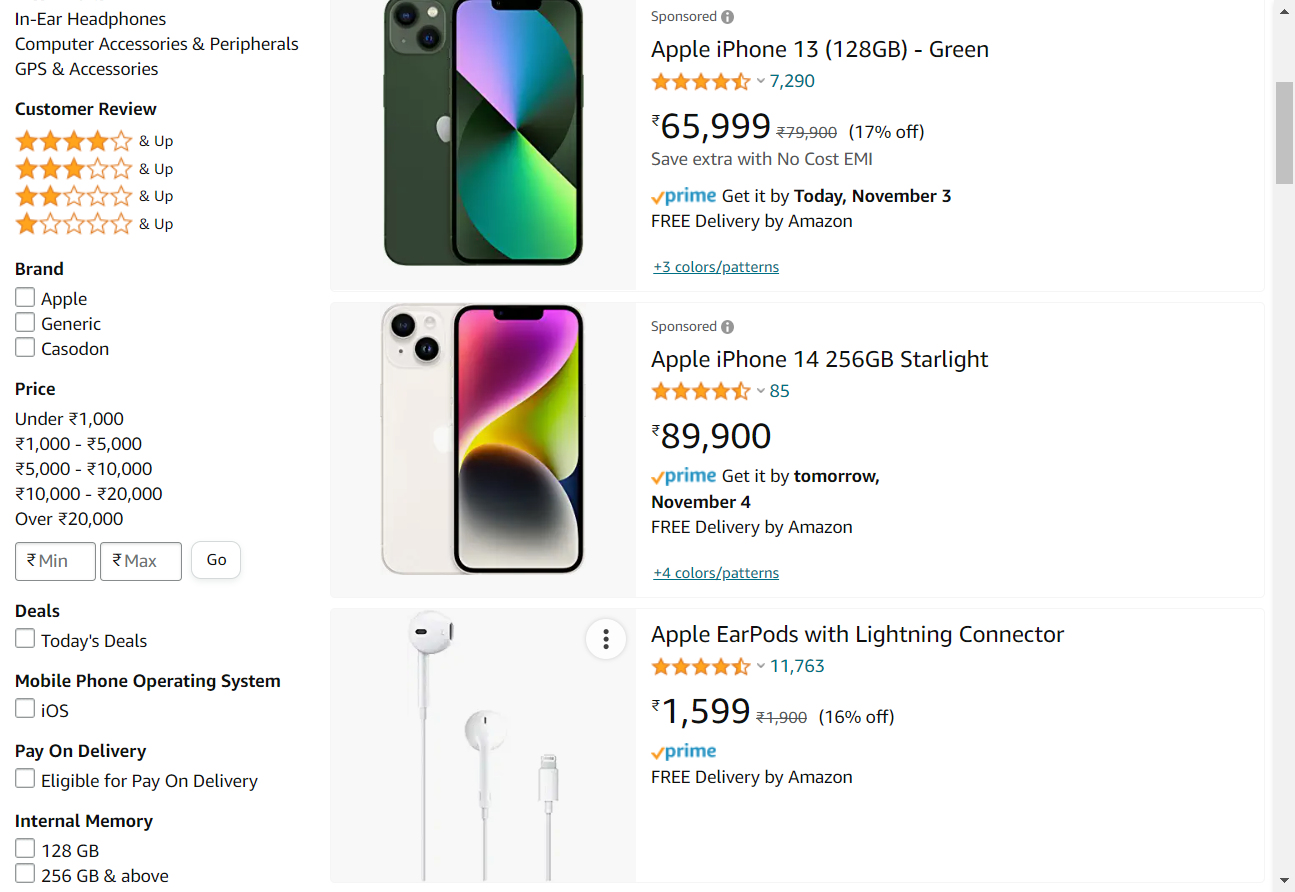 In-Ear Headphones
Computer Accessories & Peripherals
GPS & Accessories
Customer Review
& Up
& Up
& Up
& Up
Brand
Apple
Generic
Casodon
Price
Under ₹1,000
₹1,000 - ₹5,000
₹5,000 - ₹10,000
₹10,000 - ₹20,000
Over ₹20,000
₹ Min ₹ Max Go
Deals
Today's Deals
Mobile Phone Operating System
iOS
Pay On Delivery
Eligible for Pay On Delivery
Internal Memory
128 GB
256 GB & above
Sponsored
Apple iPhone 13 (128GB) - Green
7,290
₹65,999 ₹79,900 (17% off)
Save extra with No Cost EMI
prime Get it by Today, November 3
FREE Delivery by Amazon
+3 colors/patterns
Sponsored
Apple iPhone 14 256GB Starlight
85
₹89,900
prime Get it by tomorrow,
November 4
FREE Delivery by Amazon
+4 colors/patterns
Apple EarPods with Lightning Connector
11,763
₹1,599 ₹1,900 (16% off)
prime
FREE Delivery by Amazon